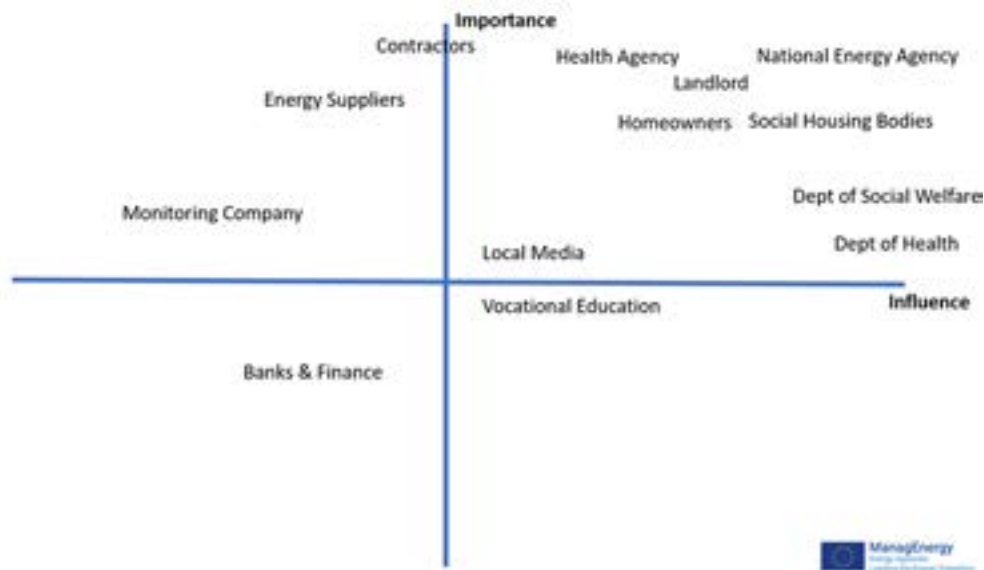 Importance
Contractors
Health Agency
National Energy Agency
Landlord
Energy Suppliers
Homeowners
Social Housing Bodies
Dept of Social Welfare
Monitoring Company
Dept of Health
Local Media
Influence
Vocational Education
Banks & Finance
ManagEnergy